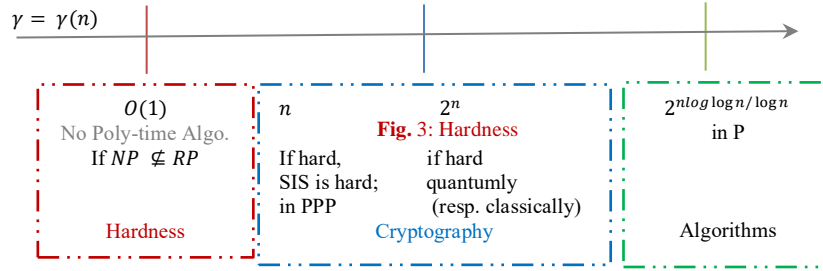 γ = γ(n)
O(1)
No Poly-time Algo.
If NP ⊈ RP
Hardness
n 2^n
Fig. 3: Hardness
If hard, if hard
SIS is hard; quantumly
in PPP (resp. classically)
Cryptography
2^{nlog log n/ log n}
in P
Algorithms